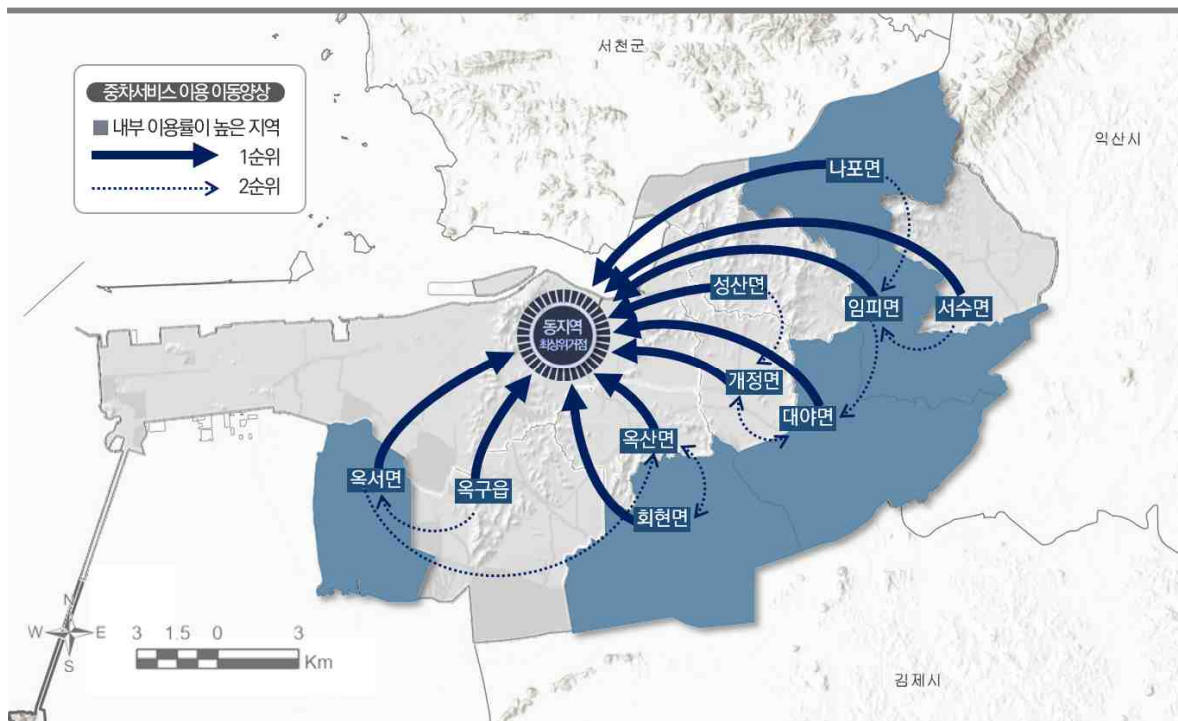 서천군
중차서비스 이용 이동양상
내부 이용률이 높은 지역
1순위
2순위
익산시
나포면
성산면
임피면
서수면
동지역
최상위거점
개정면
대야면
옥산면
옥서면
옥구읍
회현면
N
W E
S
3 1.5 0 3
Km
김제시